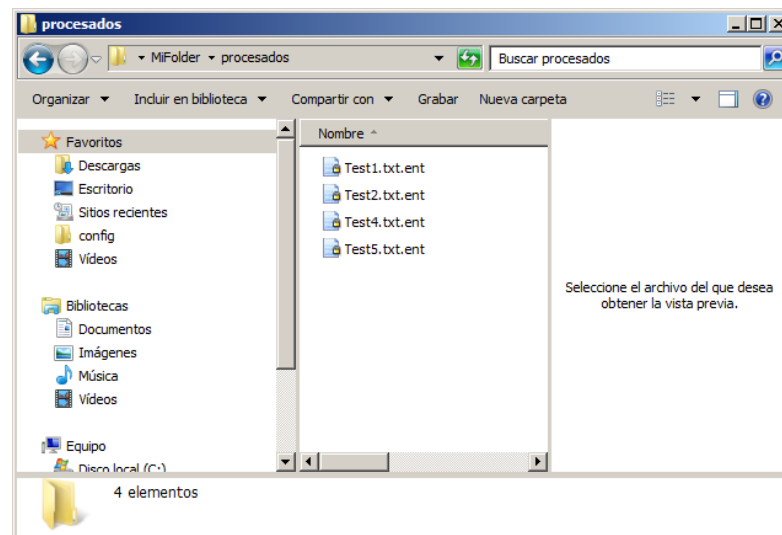 procesados
MiFolder procesados
Buscar procesados
Organizar
Incluir en biblioteca
Compartir con
Grabar
Nueva carpeta
Favoritos
Descargas
Escritorio
Sitios recientes
config
Vídeos
Bibliotecas
Documentos
Imágenes
Música
Vídeos
Equipo
Disco local (C:)
Nombre
Test1.txt.ent
Test2.txt.ent
Test4.txt.ent
Test5.txt.ent
Seleccione el archivo del que desea
obtener la vista previa.
4 elementos